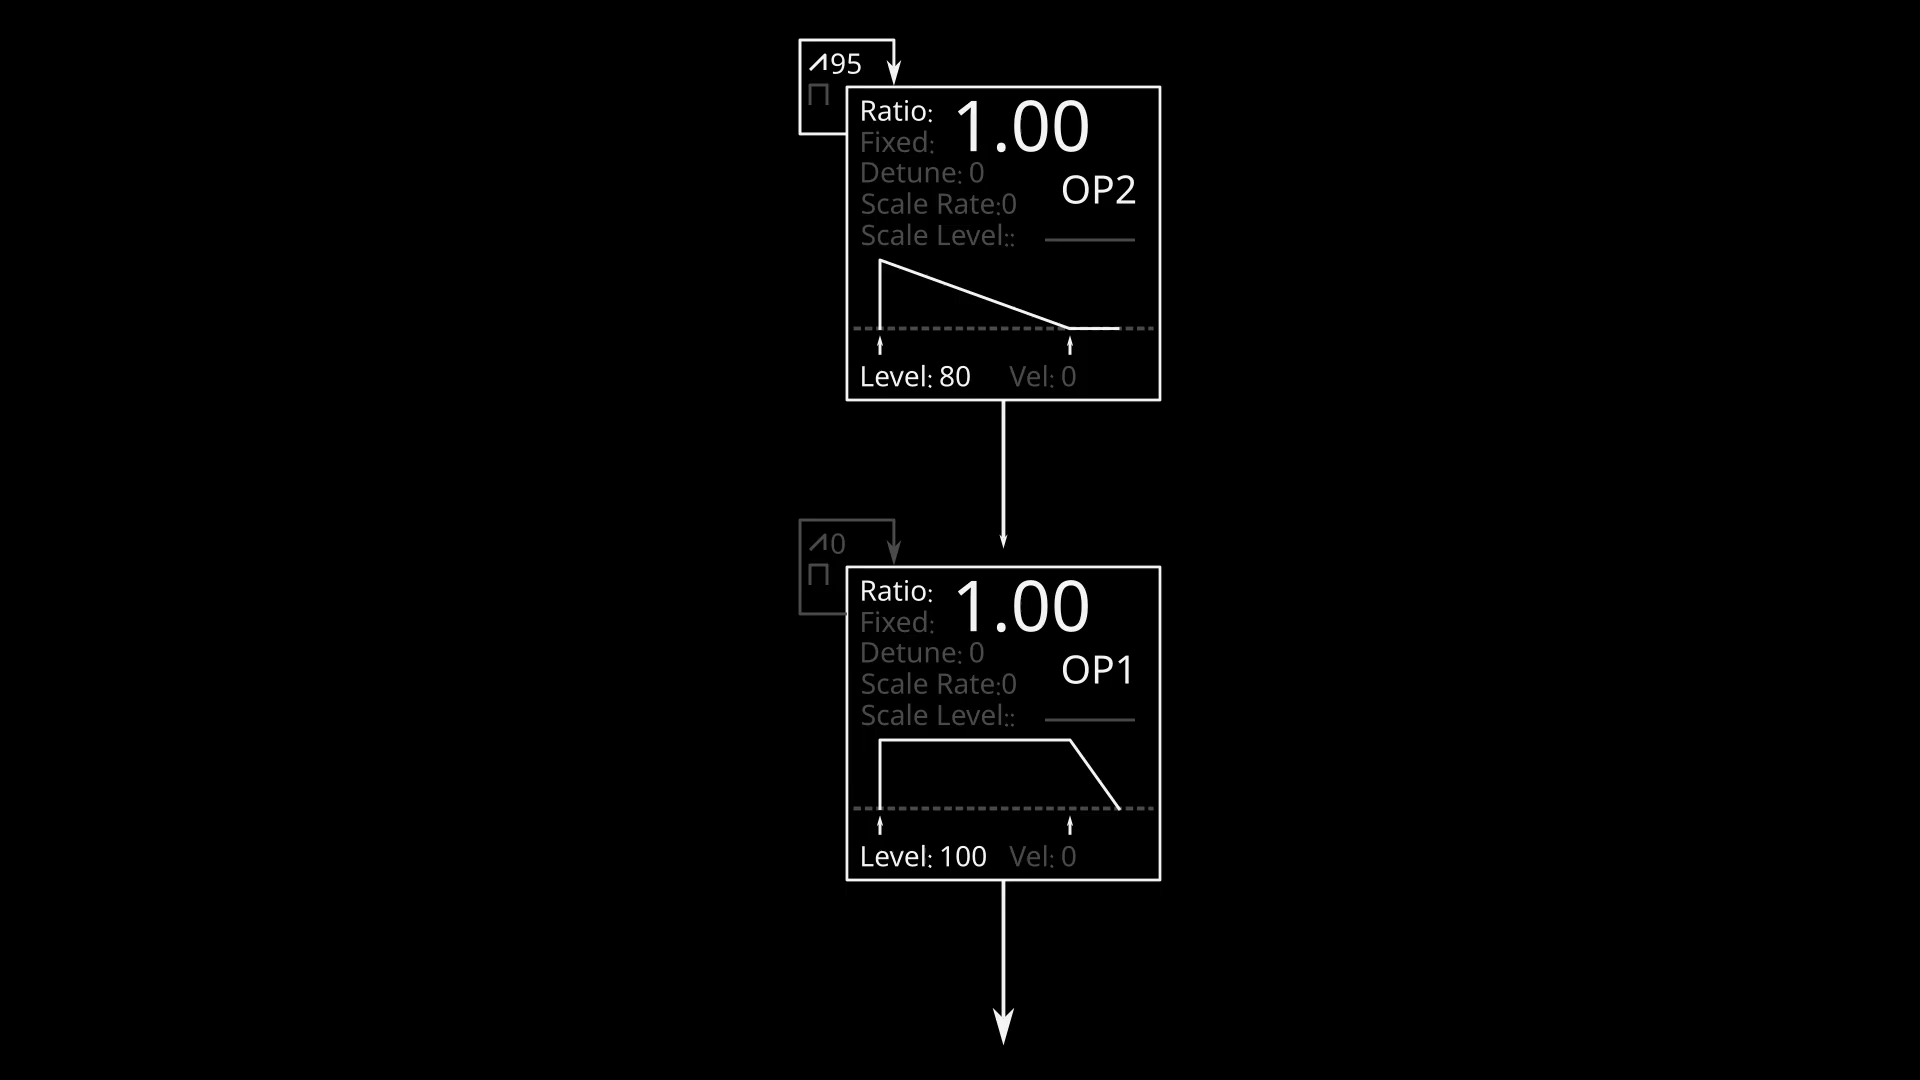 95
Ratio: 1.00
Fixed:
Detune: 0
OP2
Scale Rate:0
Scale Level::
Level: 80 Vel: 0
0
Ratio: 1.00
Fixed:
Detune: 0
OP1
Scale Rate:0
Scale Level::
Level: 100 Vel: 0